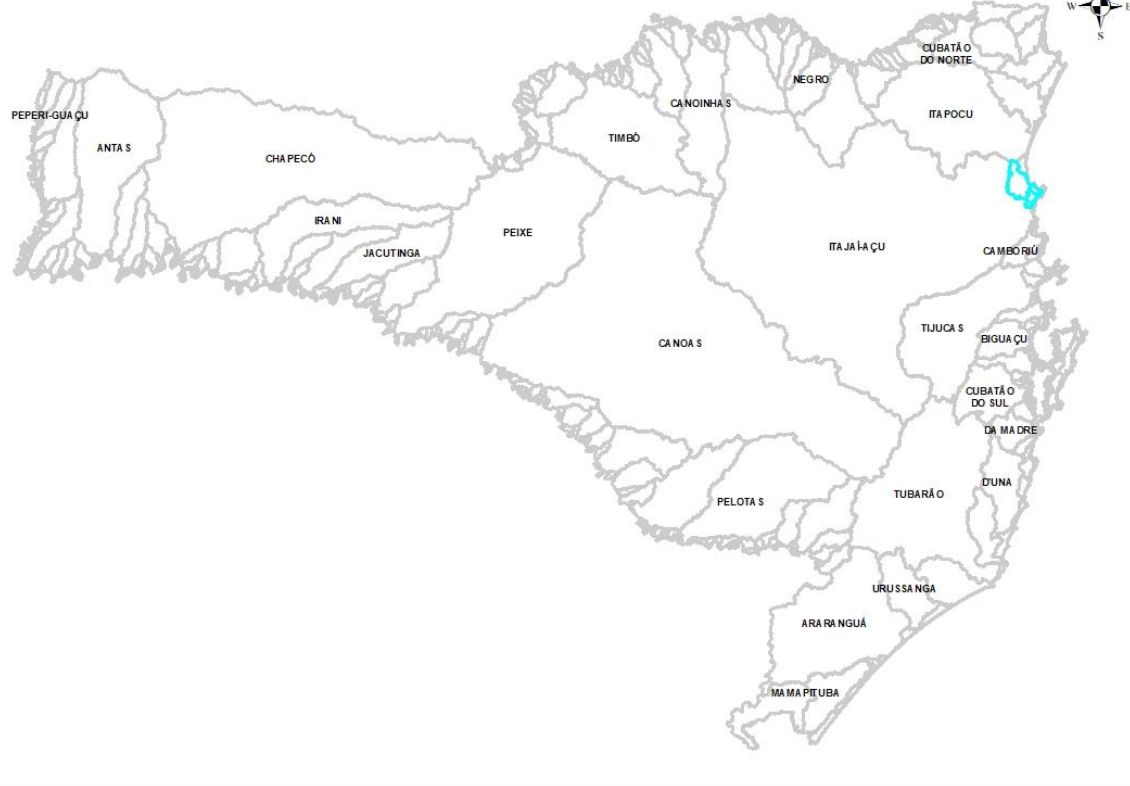 W E
S
CUBATÃO
DO NORTE
NEGRO
CANOINHAS
ITAPOCU
PEPERI-GUAÇU
ANTAS
TIMBÓ
CHAPECÓ
IRANI
PEIXE
JACUTINGA
ITAJAÍ-AÇU
CAMBORIÚ
TIJUCAS
BIGUAÇU
CANOAS
CUBATÃO
DO SUL
DA MADRE
D'UNA
TUBARÃO
PELOTAS
URUSSANGA
ARARANGUÁ
MAMAPITUBA